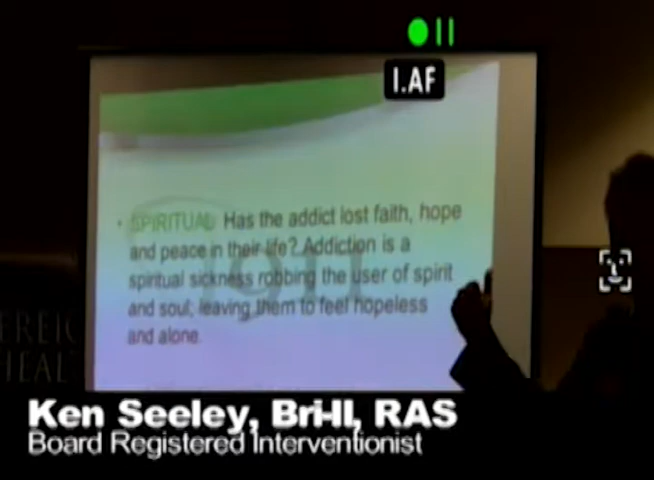 I.AF
• SPIRITUAL Has the addict lost faith, hope
and peace in their life? Addiction is a
spiritual sickness robbing the user of spirit
and soul; leaving them to feel hopeless
and alone.
Ken Seeley, Bri-II, RAS
Board Registered Interventionist